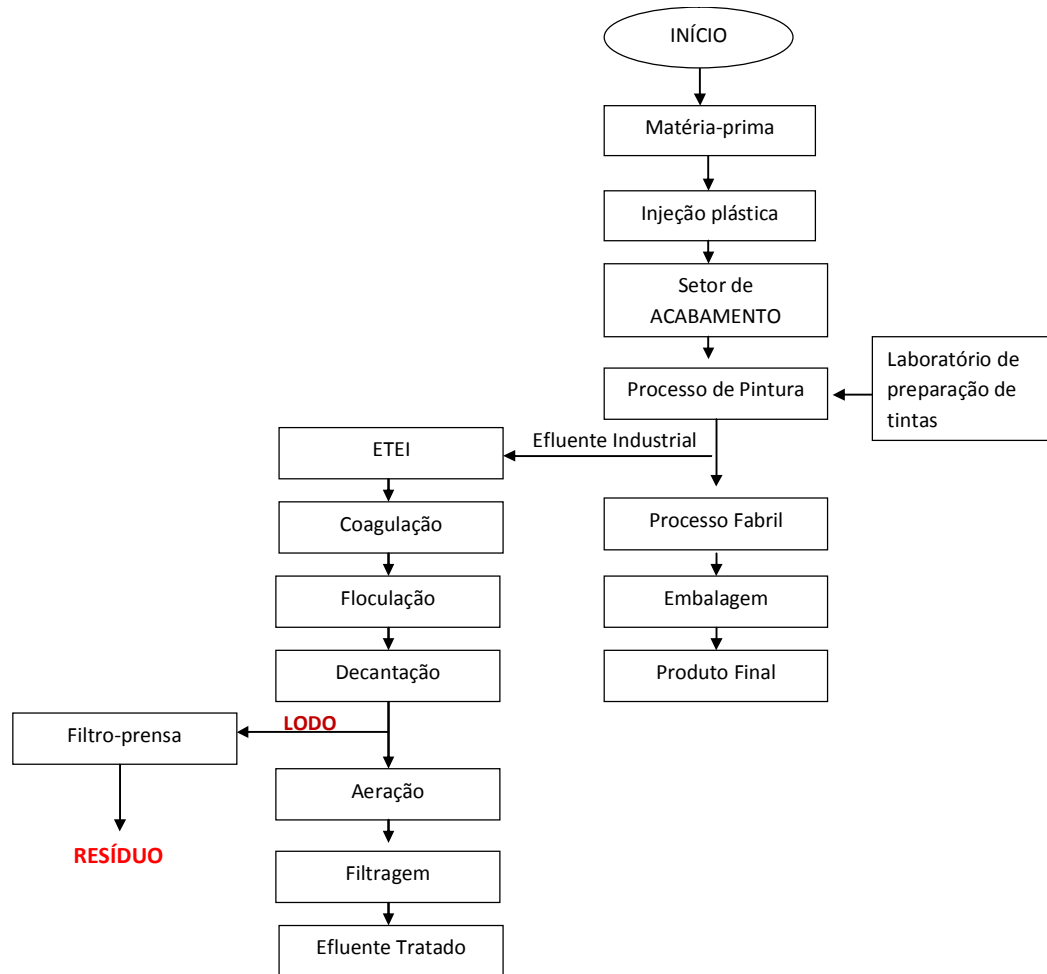 INÍCIO
Matéria-prima
Injeção plástica
Setor de
ACABAMENTO
Processo de Pintura
Laboratório de
preparação de
tintas
Efluente Industrial
ETEI
Coagulação
Floculação
Decantação
LODO
Filtro-prensa
RESÍDUO
Aeração
Filtragem
Efluente Tratado
Processo Fabril
Embalagem
Produto Final